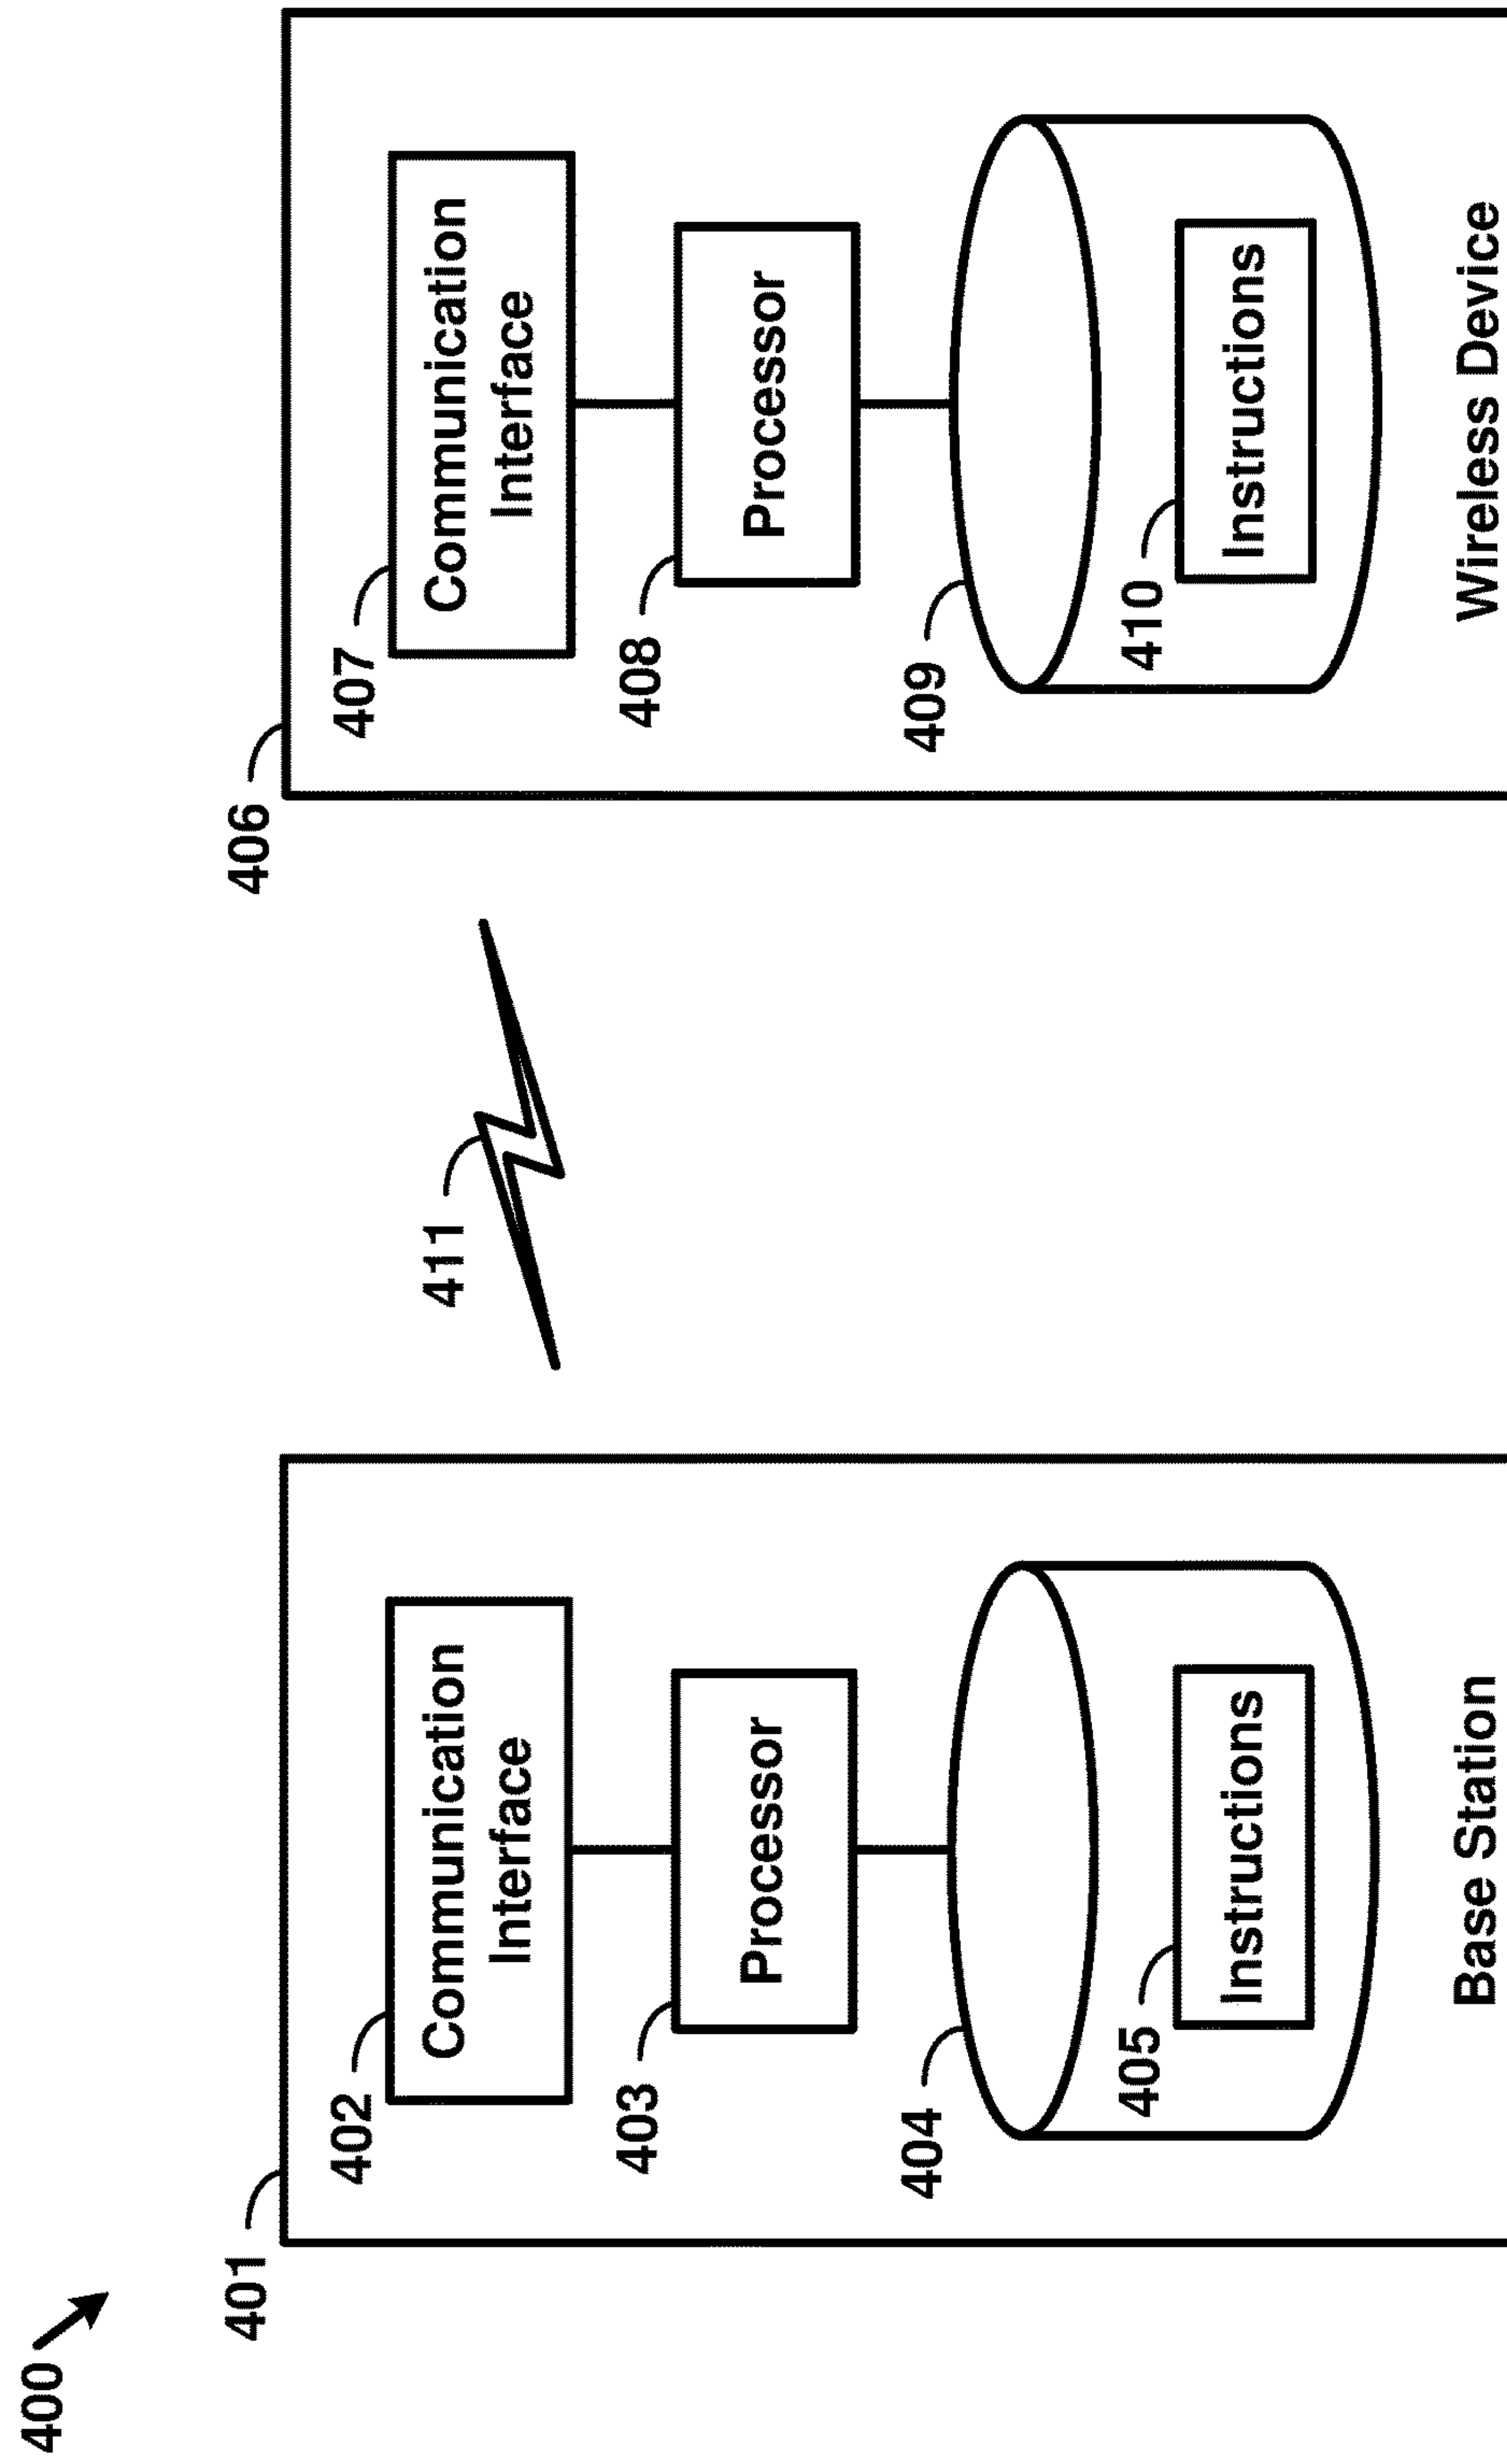 400
401
402
Communication
Interface
403
Processor
404
405
Instructions
Base Station
411
406
407
Communication
Interface
408
Processor
409
410
Instructions
Wireless Device